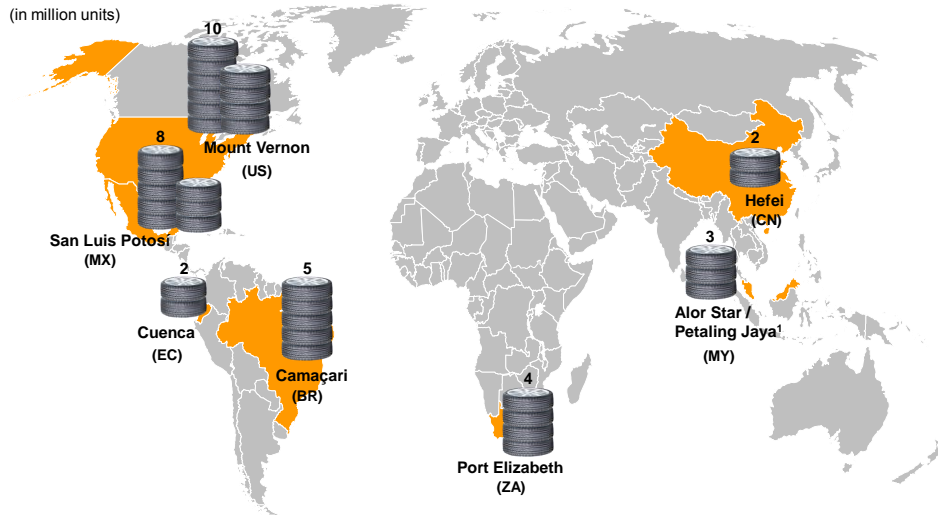 (in million units)
10
Mount Vernon
(US)
8
San Luis Potosí
(MX)
2
Cuenca
(EC)
5
Camaçari
(BR)
4
Port Elizabeth
(ZA)
2
Hefei
(CN)
3
Alor Star /
Petaling Jaya¹
(MY)